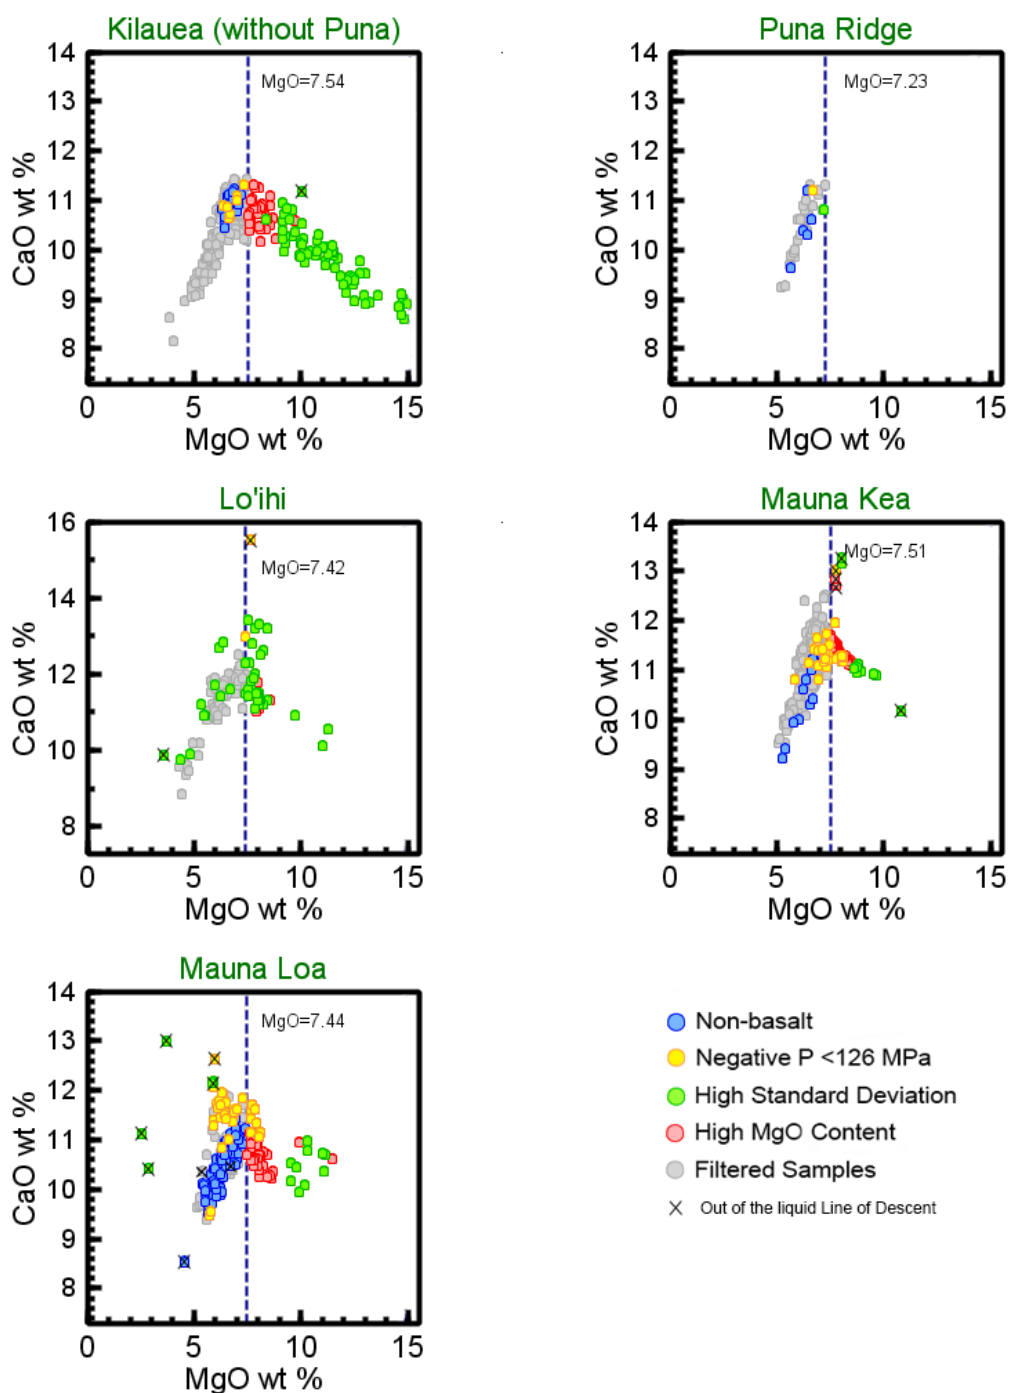 Kilauea (without Puna)
14
13
12
11
10
9
8
CaO wt %
MgO=7.54
0 5 10 15
MgO wt %
Puna Ridge
14
13
12
11
10
9
8
CaO wt %
MgO=7.23
0 5 10 15
MgO wt %
Lo'ihi
16
14
12
10
8
CaO wt %
MgO=7.42
0 5 10 15
MgO wt %
Mauna Kea
14
13
12
11
10
9
8
CaO wt %
MgO=7.51
0 5 10 15
MgO wt %
Mauna Loa
14
13
12
11
10
9
8
CaO wt %
MgO=7.44
0 5 10 15
MgO wt %
Non-basalt
Negative P <126 MPa
High Standard Deviation
High MgO Content
Filtered Samples
Out of the liquid Line of Descent